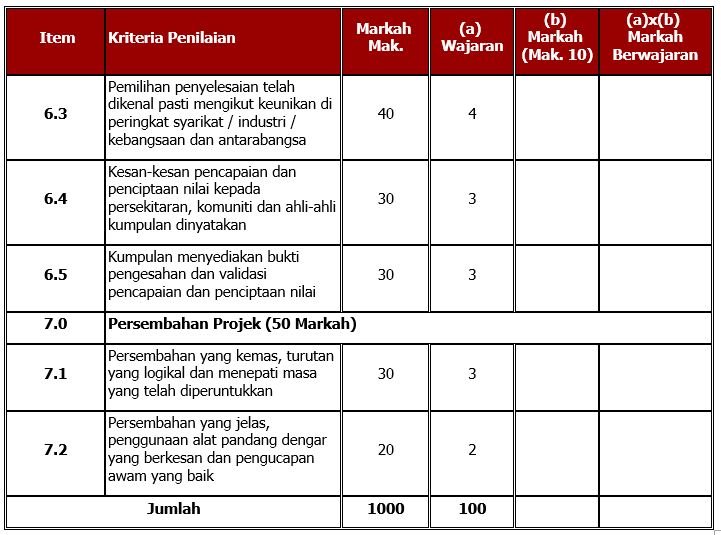 Item Kriteria Penilaian Markah Mak. (a) Wajaran (b) Markah (Mak. 10) (a)x(b) Markah Berwajaran
6.3
Pemilihan penyelesaian telah
dikenal pasti mengikut keunikan di
peringkat syarikat / industri /
kebangsaan dan antarabangsa
40
4
6.4
Kesan-kesan pencapaian dan
penciptaan nilai kepada
persekitaran, komuniti dan ahli-ahli
kumpulan dinyatakan
30
3
6.5
Kumpulan menyediakan bukti
pengesahan dan validasi
pencapaian dan penciptaan nilai
30
3
7.0 Persembahan Projek (50 Markah)
7.1
Persembahan yang kemas, turutan
yang logikal dan menepati masa
yang telah diperuntukkan
30
3
7.2
Persembahan yang jelas,
penggunaan alat pandang dengar
yang berkesan dan pengucapan
awam yang baik
20
2
Jumlah 1000 100